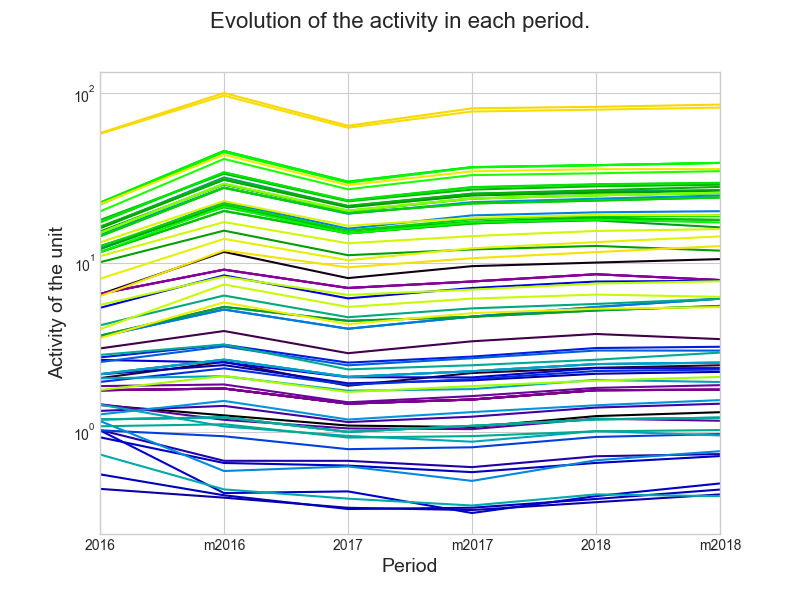 Evolution of the activity in each period.
Activity of the unit
10²
10¹
10⁰
2016 m2016 2017 m2017 2018 m2018
Period